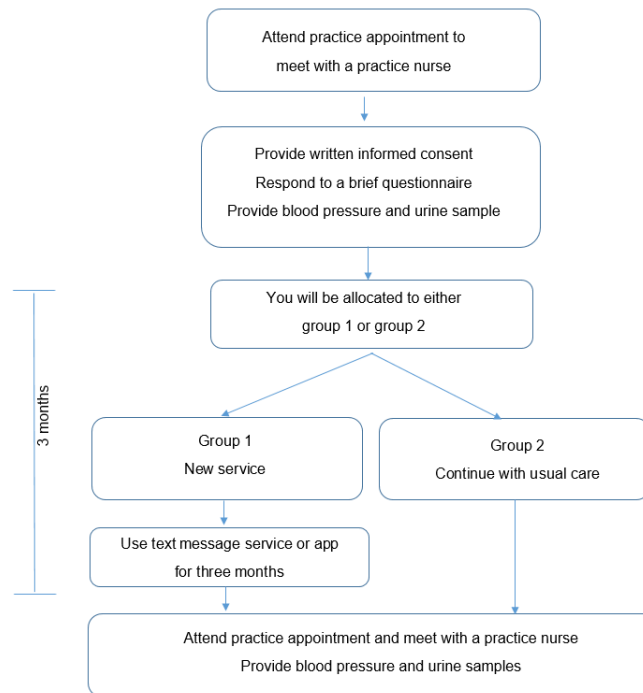 Attend practice appointment to
meet with a practice nurse
Provide written informed consent
Respond to a brief questionnaire
Provide blood pressure and urine sample
You will be allocated to either
group 1 or group 2
3 months
Group 1
New service
Group 2
Continue with usual care
Use text message service or app
for three months
Attend practice appointment and meet with a practice nurse
Provide blood pressure and urine samples